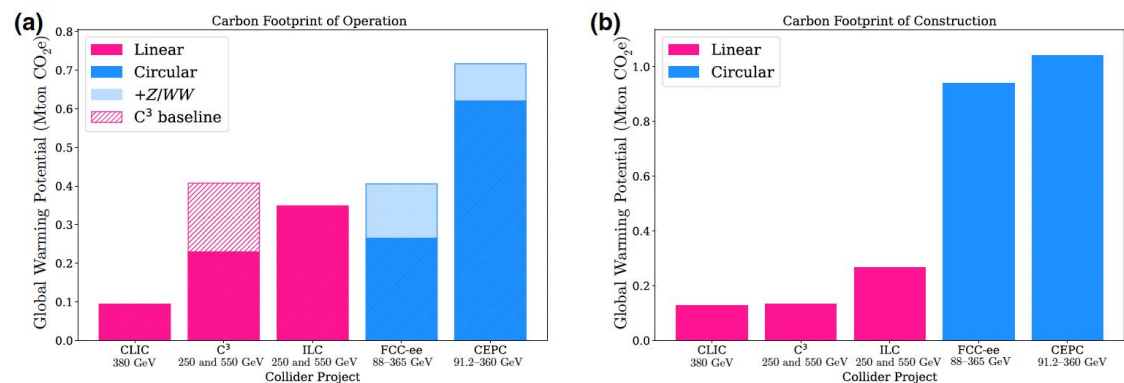 (a)
Carbon Footprint of Operation
Global Warming Potential (Mton CO₂e)
0.8
0.7
0.6
0.5
0.4
0.3
0.2
0.1
0.0
Linear
Circular
+Z/WW
C³ baseline
CLIC
380 GeV
C³
250 and 550 GeV
ILC
250 and 550 GeV
FCC-ee
88–365 GeV
CEPC
91.2–360 GeV
Collider Project
(b)
Carbon Footprint of Construction
Global Warming Potential (Mton CO₂e)
1.0
0.8
0.6
0.4
0.2
0.0
Linear
Circular
CLIC
380 GeV
C³
250 and 550 GeV
ILC
250 and 550 GeV
FCC-ee
88–365 GeV
CEPC
91.2–360 GeV
Collider Project